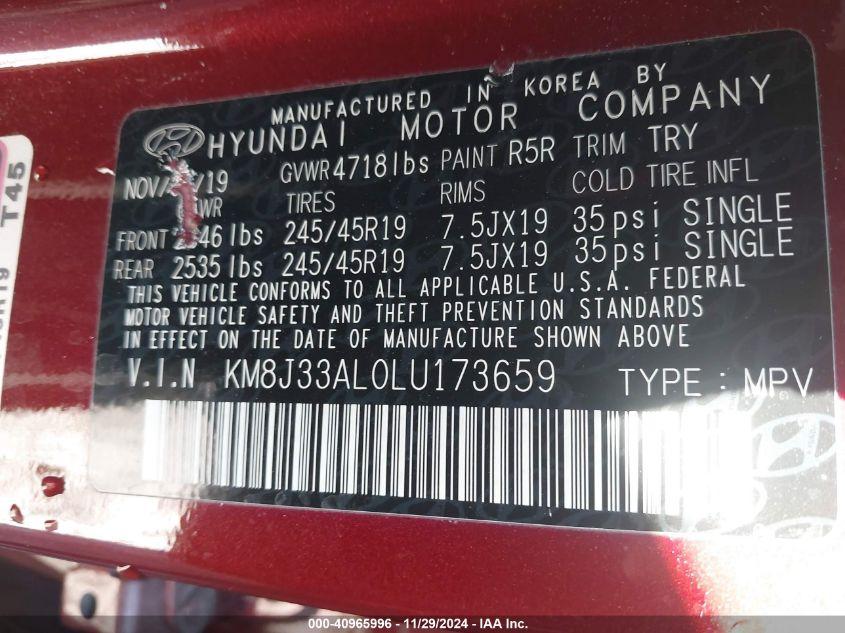 MANUFACTURED IN KOREA BY
HYUNDAI MOTOR COMPANY
NOV/ /19 GVWR 4718lbs PAINT R5R TRIM TRY
TIRES RIMS COLD TIRE INFL
FRONT lbs 245/45R19 7.5JX19 35psi SINGLE
REAR 2535 lbs 245/45R19 7.5JX19 35psi SINGLE
THIS VEHICLE CONFORMS TO ALL APPLICABLE U.S.A. FEDERAL
MOTOR VEHICLE SAFETY AND THEFT PREVENTION STANDARDS
IN EFFECT ON THE DATE OF MANUFACTURE SHOWN ABOVE
V.I.N KM8J33AL0LU173659 TYPE : MPV
T45
000-40965996 - 11/29/2024 - IAA Inc.